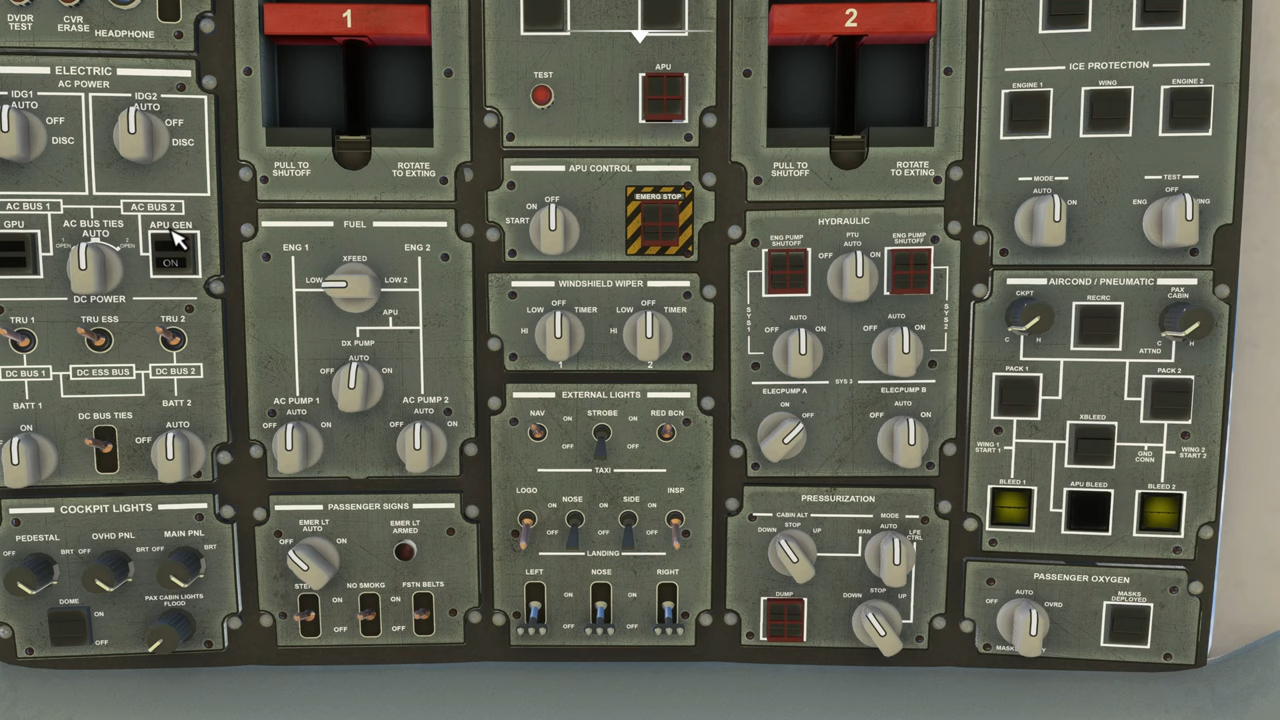 DVDR
TEST
CVR
ERASE
HEADPHONE
ELECTRIC
AC POWER
IDG1
AUTO
OFF
DISC
IDG2
AUTO
OFF
DISC
AC BUS 1
AC BUS 2
GPU
AC BUS TIES
AUTO
1
OPEN
2
OPEN
APU GEN
ON
DC POWER
TRU 1
TRU ESS
TRU 2
DC BUS 1
DC ESS BUS
DC BUS 2
BATT 1
BATT 2
DC BUS TIES
ON
OFF
AUTO
COCKPIT LIGHTS
PEDESTAL
OVHD PNL
MAIN PNL
OFF
BRT
OFF
BRT
OFF
BRT
DOME
ON
OFF
PAX CABIN LIGHTS
FLOOD
1
PULL TO
SHUTOFF
ROTATE
TO EXTING
FUEL
ENG 1
ENG 2
XFEED
LOW 1
LOW 2
OFF
APU
DX PUMP
AUTO
OFF
ON
AC PUMP 1
AC PUMP 2
AUTO
OFF
ON
AUTO
OFF
ON
PASSENGER SIGNS
EMER LT
AUTO
OFF
ON
EMER LT
ARMED
NO SMOKG
FSTN BELTS
ON
OFF
ON
OFF
ON
OFF
TEST
APU
APU CONTROL
OFF
ON
START
EMERG STOP
WINDSHIELD WIPER
OFF
LOW
TIMER
HI
1
OFF
LOW
TIMER
HI
2
EXTERNAL LIGHTS
NAV
STROBE
RED BCN
ON
OFF
ON
OFF
TAXI
LOGO
NOSE
SIDE
INSP
ON
OFF
ON
OFF
ON
OFF
LANDING
LEFT
NOSE
RIGHT
ON
OFF
ON
OFF
2
PULL TO
SHUTOFF
ROTATE
TO EXTING
HYDRAULIC
ENG PUMP
SHUTOFF
PTU
AUTO
OFF
ON
ENG PUMP
SHUTOFF
SYS 1
SYS 2
AUTO
OFF
ON
AUTO
OFF
ON
SYS 3
ELECPUMP A
ELECPUMP B
ON
OFF
AUTO
OFF
ON
PRESSURIZATION
CABIN ALT
MODE
DOWN
STOP
UP
MAN
AUTO
LFE
CTRL
DUMP
DOWN
STOP
UP
ICE PROTECTION
ENGINE 1
WING
ENGINE 2
MODE
AUTO
ON
TEST
OFF
ENG
AIRCOND / PNEUMATIC
CKPT
C
H
RECRC
PAX
CABIN
C
H
ATTND
PACK 1
PACK 2
XBLEED
WING 1
START 1
GND
CONN
WING 2
START 2
BLEED 1
APU BLEED
BLEED 2
PASSENGER OXYGEN
AUTO
OFF
OVRD
MASKS
DEPLOYED